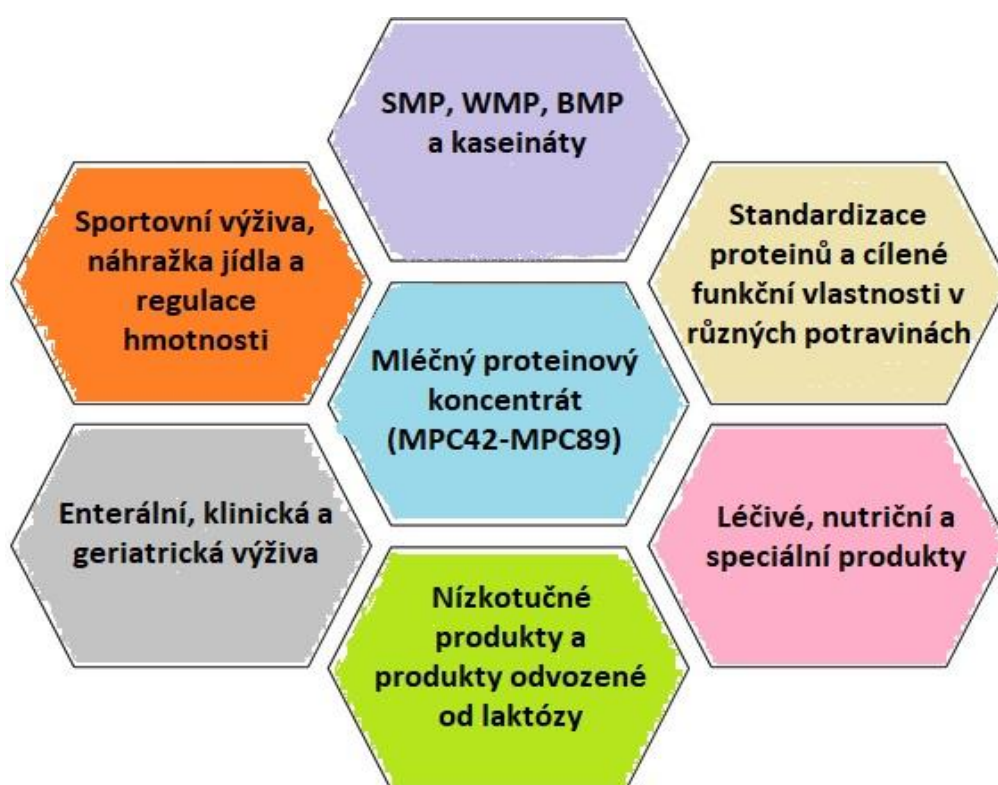 SMP, WMP, BMP
a kaseináty
Sportovní výživa,
náhražka jídla a
regulace
hmotnosti
Standardizace
proteinů a cílené
funkční vlastnosti v
různých potravinách
Mléčný proteinový
koncentrát
(MPC42-MPC89)
Enterální, klinická a
geriatrická výživa
Léčivé, nutriční a
speciální produkty
Nízkotučné
produkty a
produkty odvozené
od laktózy